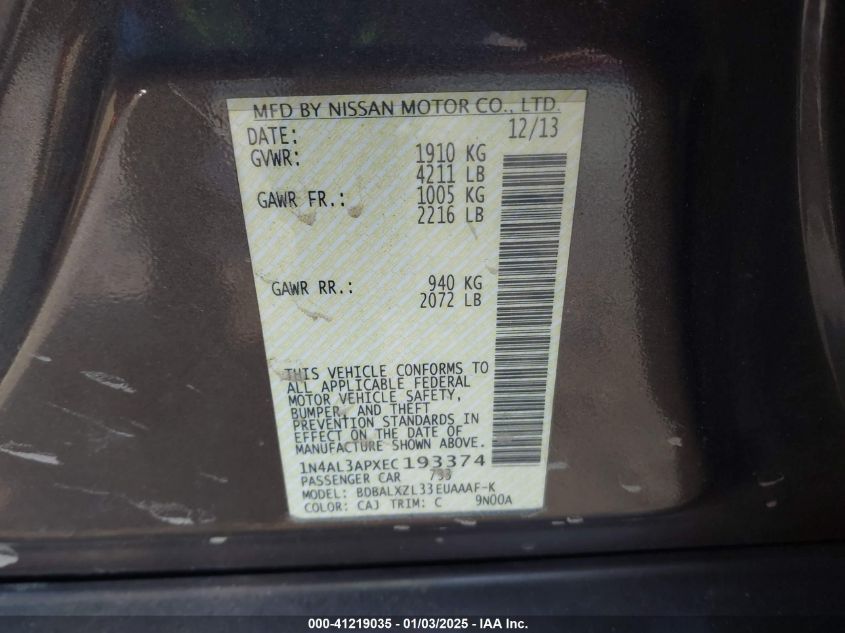 MFD BY NISSAN MOTOR CO., LTD.
DATE: 12/13
GVWR: 1910 KG
4211 LB
GAWR FR.: 1005 KG
2216 LB
GAWR RR.: 940 KG
2072 LB
THIS VEHICLE CONFORMS TO
ALL APPLICABLE FEDERAL
MOTOR VEHICLE SAFETY,
BUMPER, AND THEFT
PREVENTION STANDARDS IN
EFFECT ON THE DATE OF
MANUFACTURE SHOWN ABOVE.
1N4AL3APXEC193374
PASSENGER CAR 733
MODEL: BDBALXZL33EUAAAF-K
COLOR: CAJ TRIM: C 9N00A
000-41219035 - 01/03/2025 - IAA Inc.